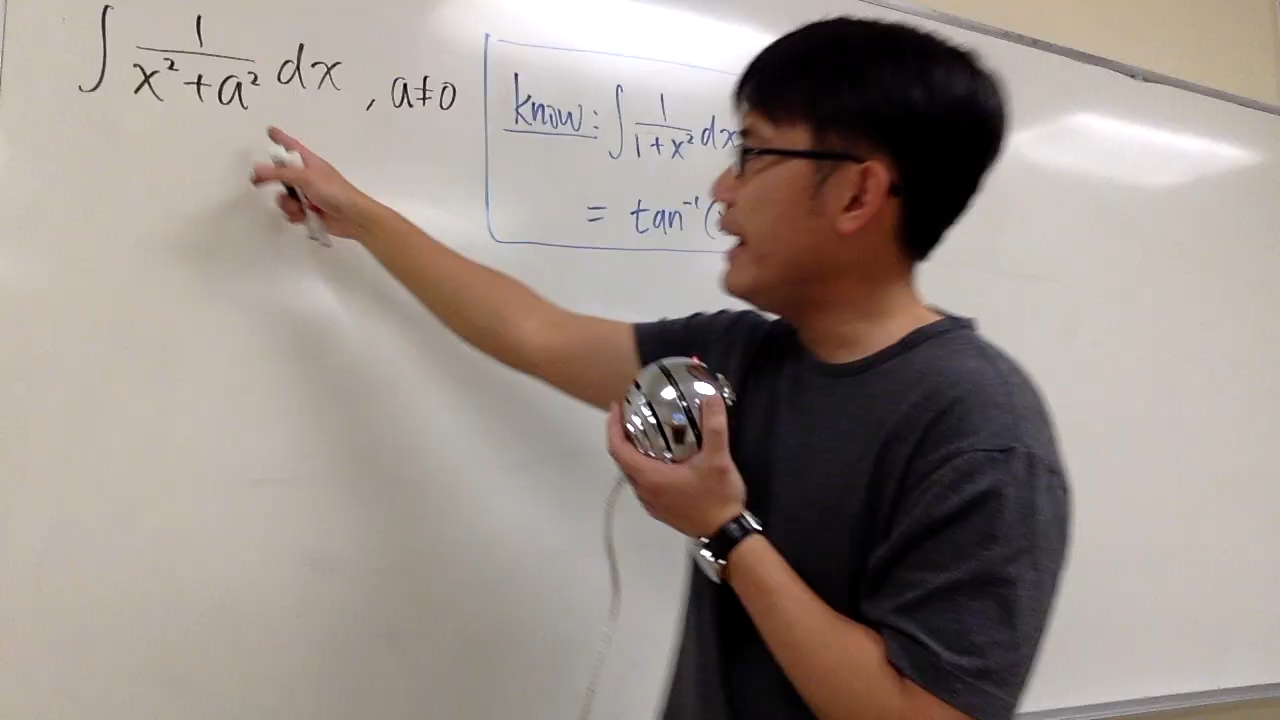 ∫ 1/(x²+a²) dx , a≠0
know: ∫ 1/(1+x²) dx
= tan⁻¹(